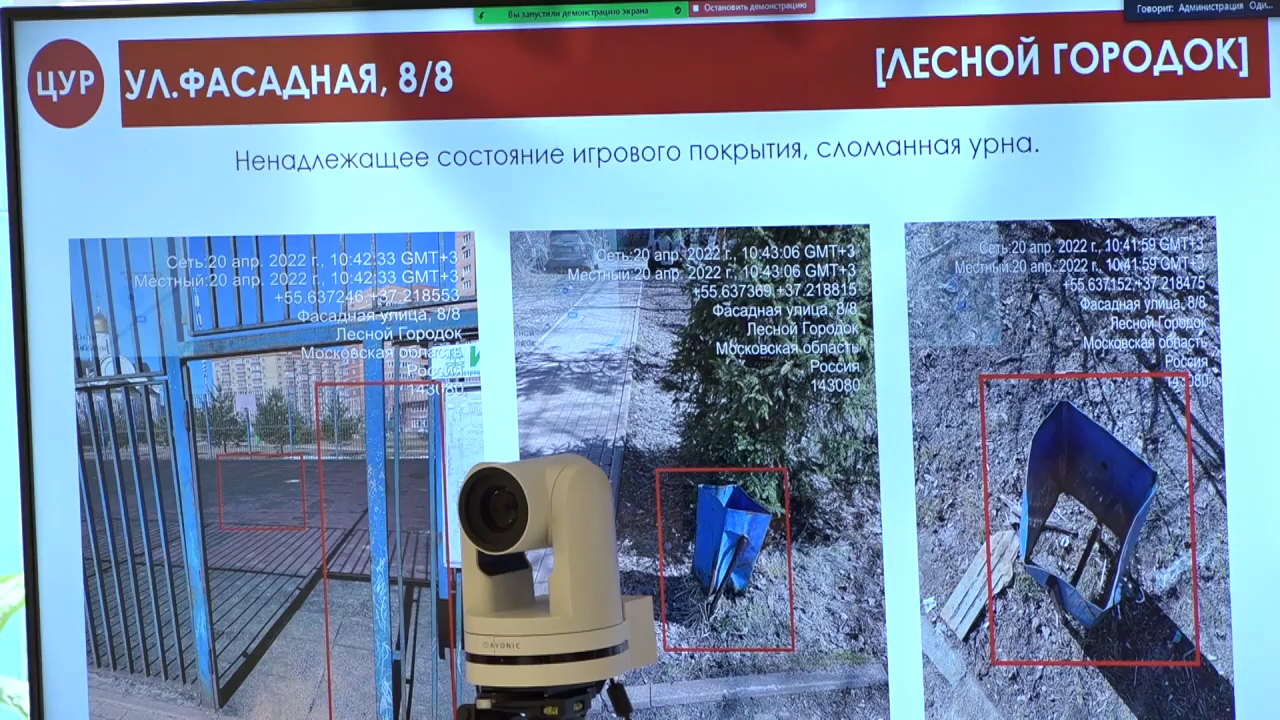 Вы запустили демонстрацию экрана
Остановить демонстрацию
Говорит: Администрация Оди...
ЦУР
УЛ.ФАСАДНАЯ, 8/8
[ЛЕСНОЙ ГОРОДОК]
Ненадлежащее состояние игрового покрытия, сломанная урна.
Сеть:20 апр. 2022 г., 10:42:33 GMT+3
Местный:20 апр. 2022 г., 10:42:33 GMT+3
+55.637246,+37.218553
Фасадная улица, 8/8
Лесной Городок
Московская область
Россия
143080
Сеть:20 апр. 2022 г., 10:43:06 GMT+3
Местный:20 апр. 2022 г., 10:43:06 GMT+3
+55.637369,+37.218815
Фасадная улица, 8/8
Лесной Городок
Московская область
Россия
143080
Сеть:20 апр. 2022 г., 10:41:59 GMT+3
Местный:20 апр. 2022 г., 10:41:59 GMT+3
+55.637152,+37.218475
Фасадная улица, 8/8
Лесной Городок
Московская область
Россия
143080
AVONIC